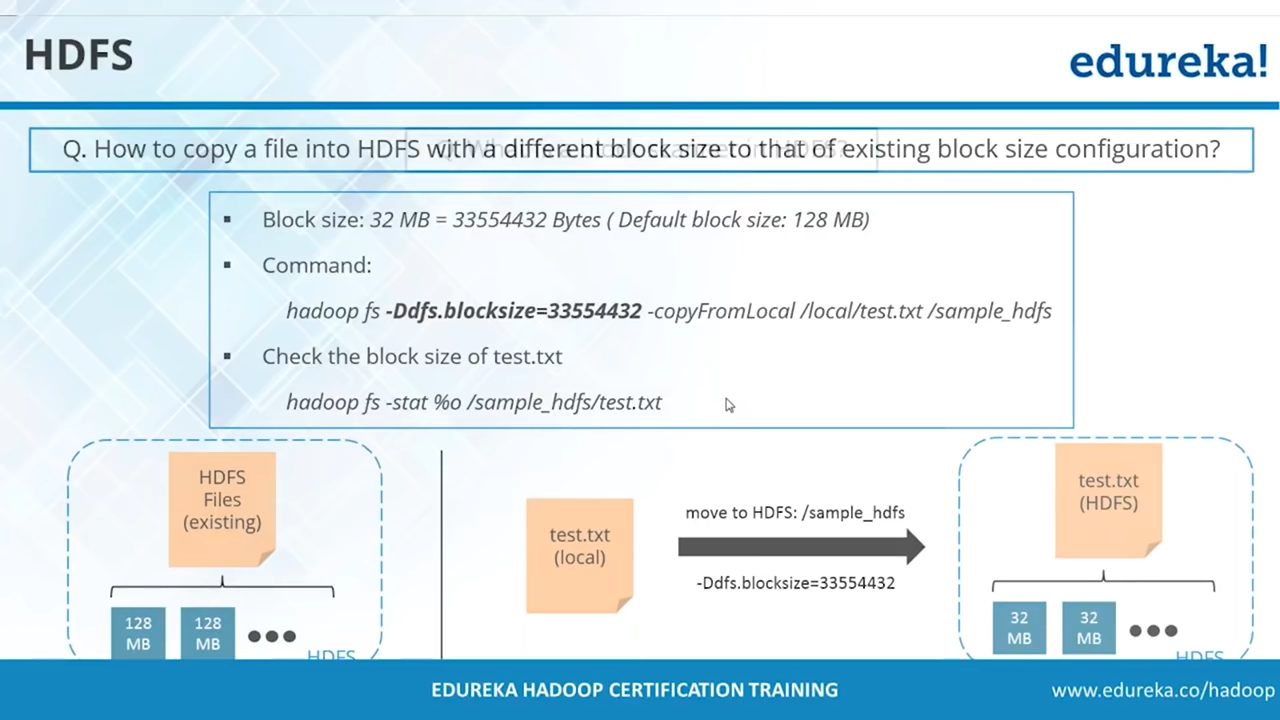 HDFS
edureka!
Q. How to copy a file into HDFS with a different block size to that of existing block size configuration?
▪ Block size: 32 MB = 33554432 Bytes ( Default block size: 128 MB)
▪ Command:
hadoop fs -Ddfs.blocksize=33554432 -copyFromLocal /local/test.txt /sample_hdfs
▪ Check the block size of test.txt
hadoop fs -stat %o /sample_hdfs/test.txt
HDFS
Files
(existing)
128
MB
128
MB
HDFS
test.txt
(local)
move to HDFS: /sample_hdfs
-Ddfs.blocksize=33554432
test.txt
(HDFS)
32
MB
32
MB
HDFS
EDUREKA HADOOP CERTIFICATION TRAINING
www.edureka.co/hadoop